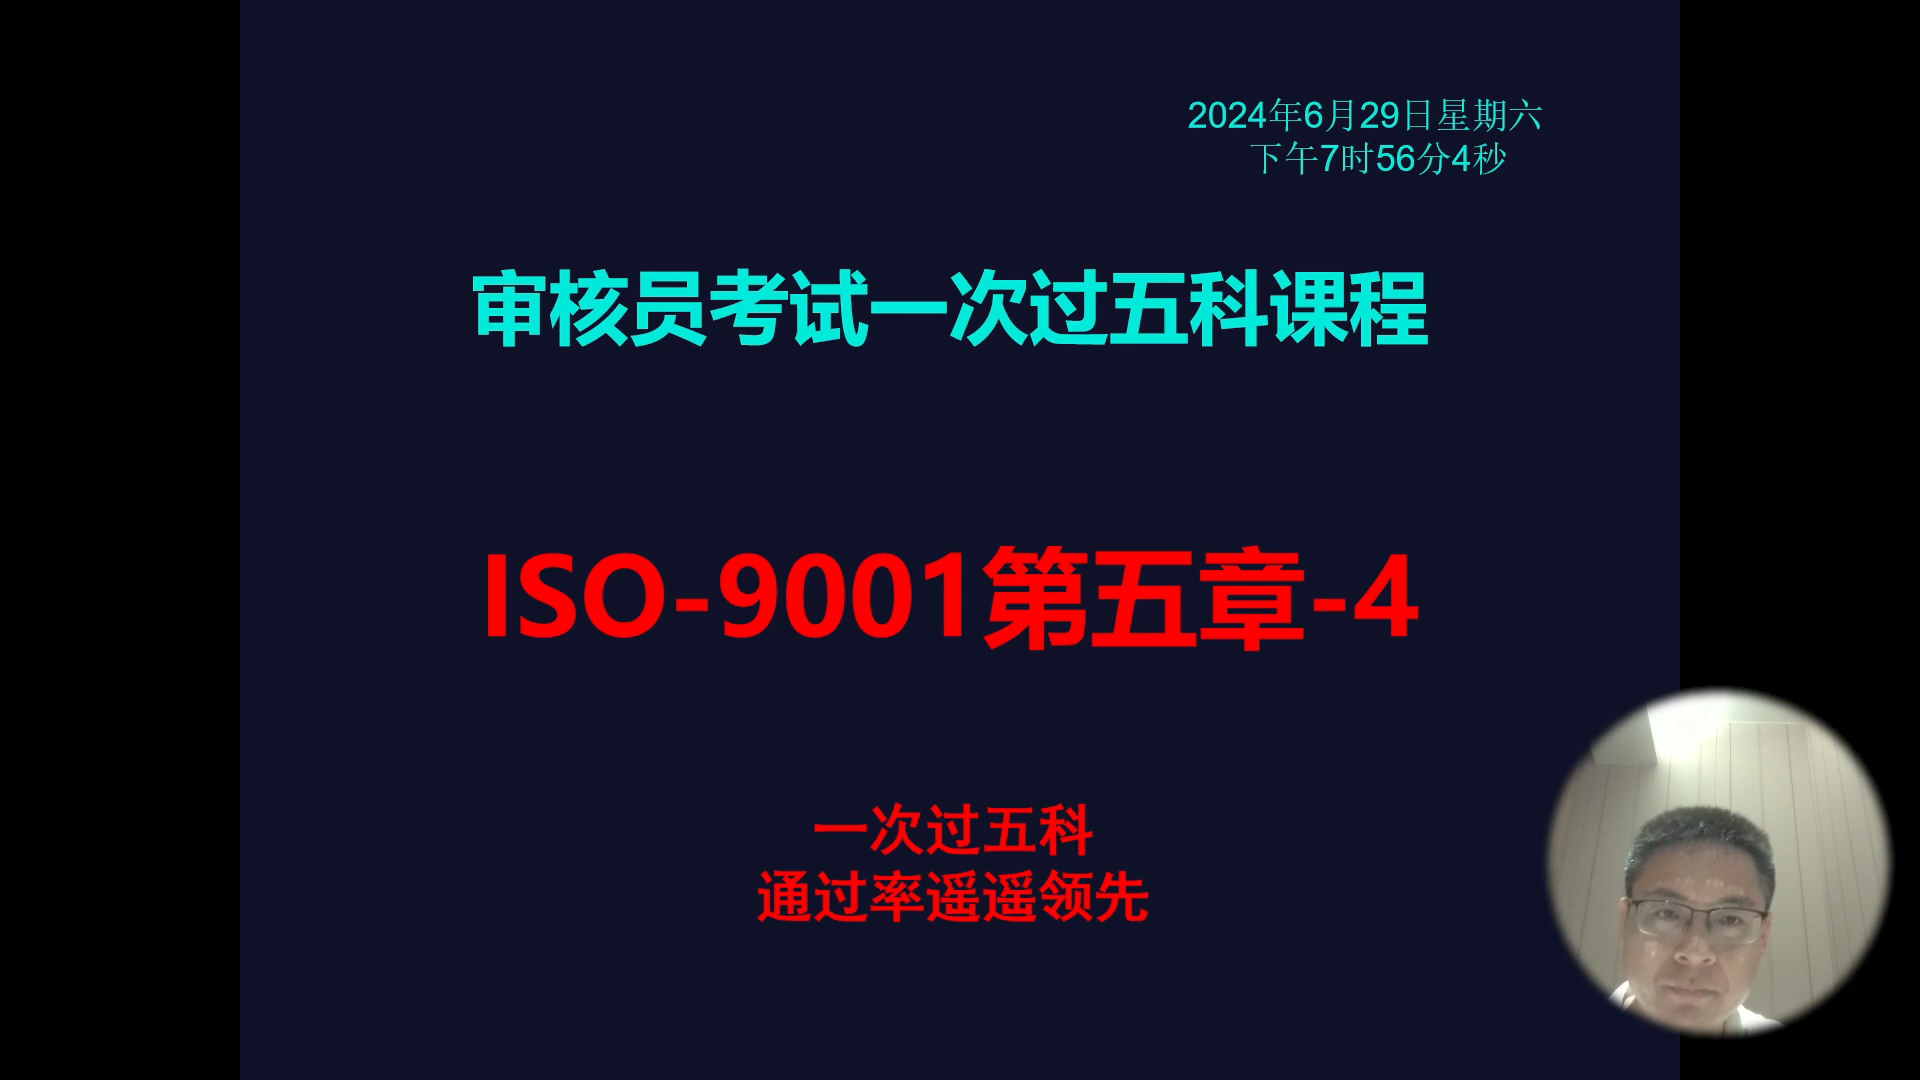 2024年6月29日星期六
下午7时56分4秒
审核员考试一次过五科课程
ISO-9001第五章-4
一次过五科
通过率遥遥领先